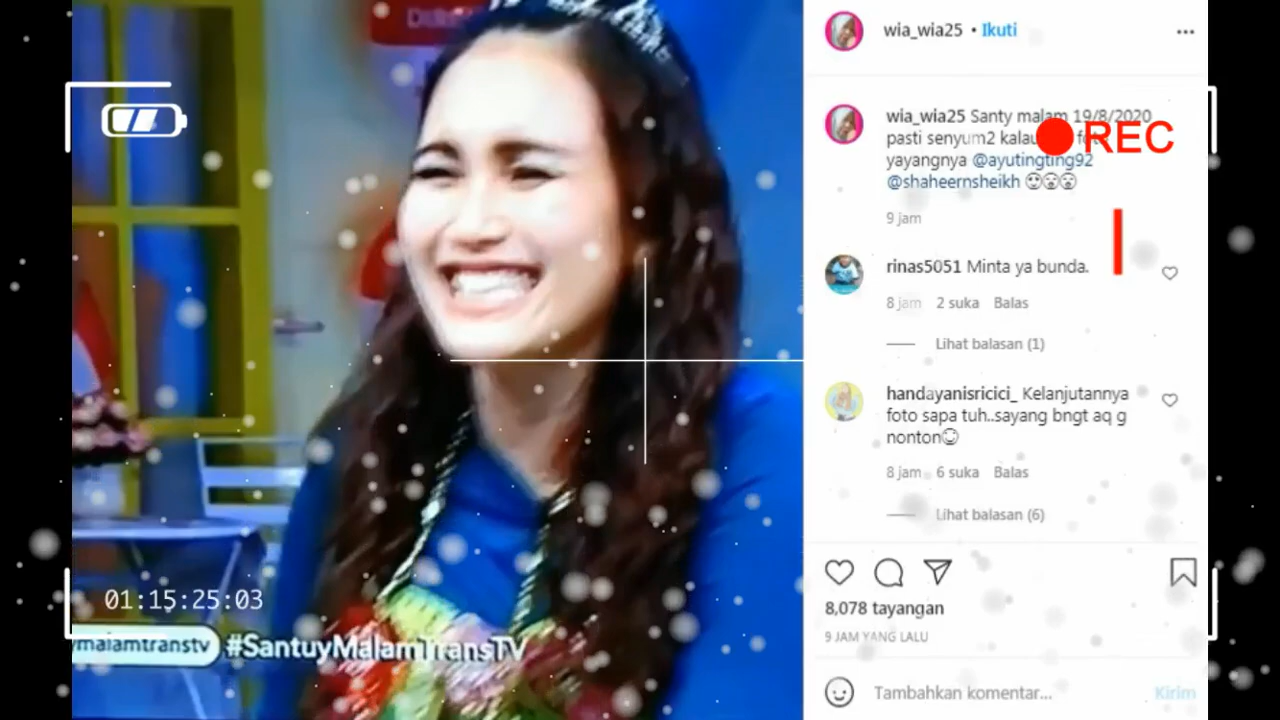 wia_wia25 • Ikuti
wia_wia25 Santy malam 19/8/2020
pasti senyum2
yayangnya @ayutingting92
@shaheernsheikh
9 jam
REC
rinas5051 Minta ya bunda.
8 jam 2 suka Balas
Lihat balasan (1)
handayanisricici_ Kelanjutannya
foto sapa tuh..sayang bngt aq g
nonton
8 jam 6 suka Balas
Lihat balasan (6)
8,078 tayangan
9 JAM YANG LALU
Tambahkan komentar... Kirim
01:15:25:03
ymalamtranstv #SantuyMalamTransTV